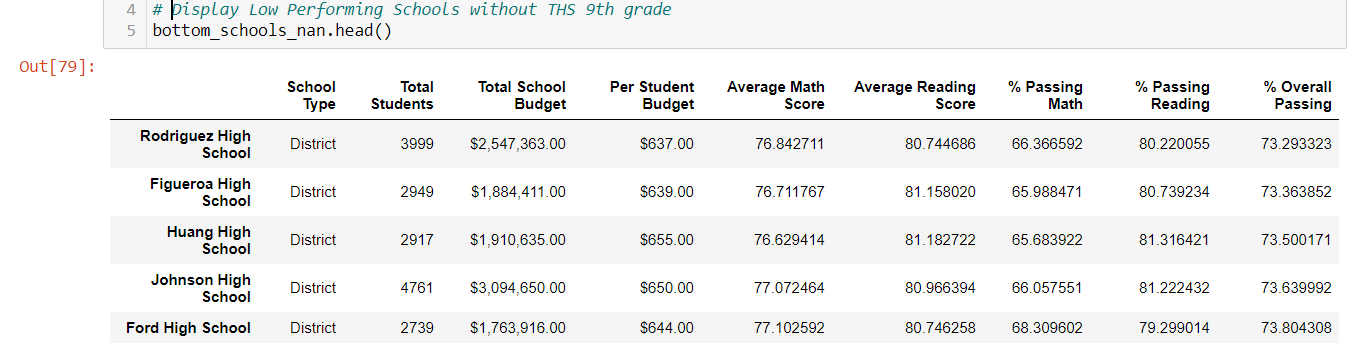 4 # Display Low Performing Schools without THS 9th grade
5 bottom_schools_nan.head()
Out[79]:
School Type Total Students Total School Budget Per Student Budget Average Math Score Average Reading Score % Passing Math % Passing Reading % Overall Passing
Rodriguez High School District 3999 $2,547,363.00 $637.00 76.842711 80.744686 66.366592 80.220055 73.293323
Figueroa High School District 2949 $1,884,411.00 $639.00 76.711767 81.158020 65.988471 80.739234 73.363852
Huang High School District 2917 $1,910,635.00 $655.00 76.629414 81.182722 65.683922 81.316421 73.500171
Johnson High School District 4761 $3,094,650.00 $650.00 77.072464 80.966394 66.057551 81.222432 73.639992
Ford High School District 2739 $1,763,916.00 $644.00 77.102592 80.746258 68.309602 79.299014 73.804308